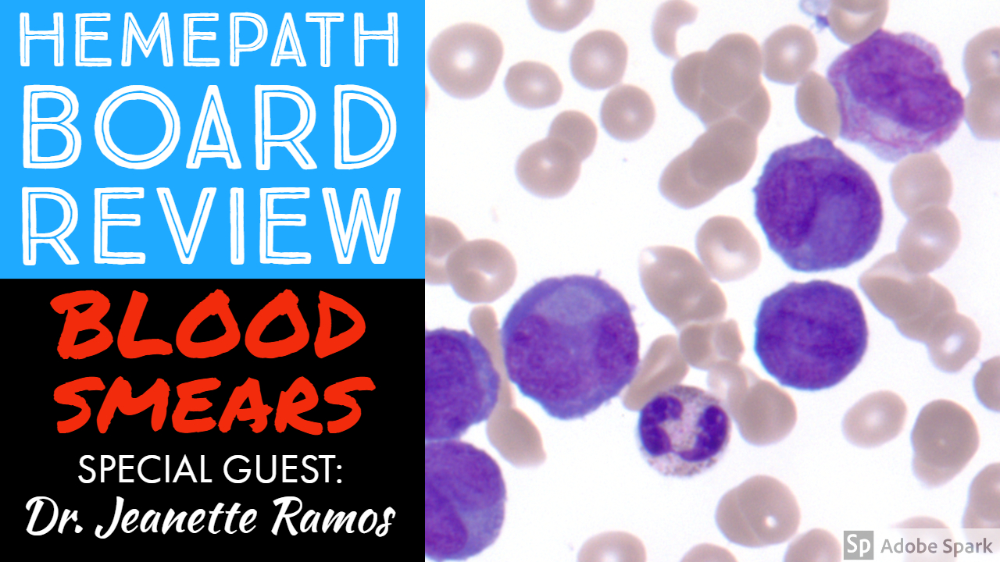 HEMEPATH
BOARD
REVIEW
BLOOD
SMEARS
SPECIAL GUEST:
Dr. Jeanette Ramos
Sp Adobe Spark